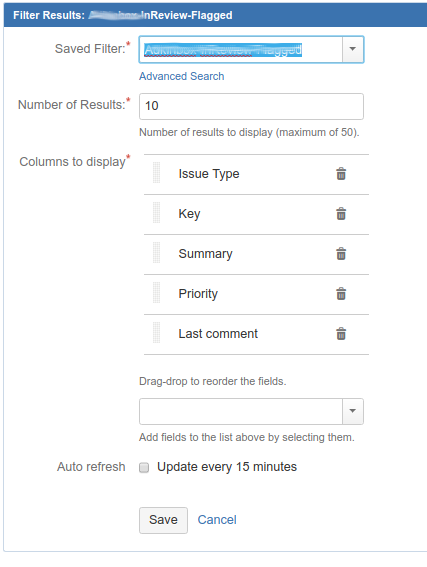 Filter Results: -InReview-Flagged
Saved Filter:*
Advanced Search
Number of Results:* 10
Number of results to display (maximum of 50).
Columns to display*
Issue Type
Key
Summary
Priority
Last comment
Drag-drop to reorder the fields.
Add fields to the list above by selecting them.
Auto refresh Update every 15 minutes
Save Cancel